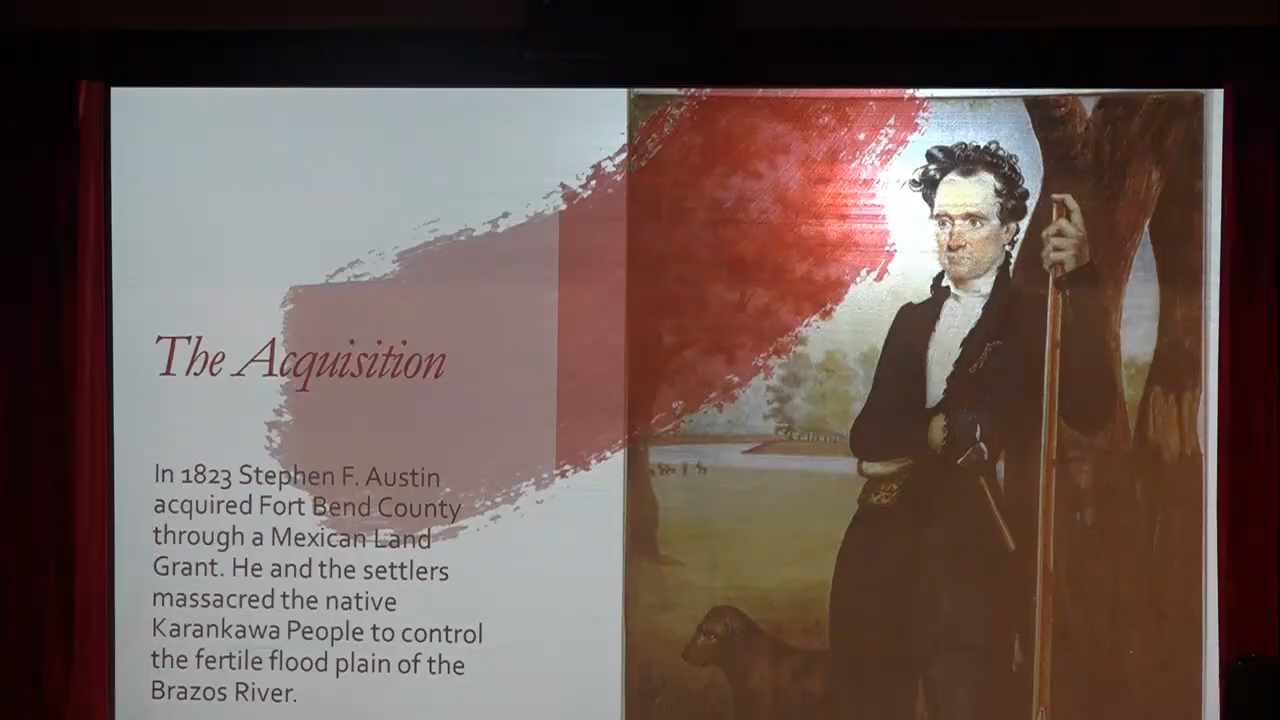 The Acquisition
In 1823 Stephen F. Austin
acquired Fort Bend County
through a Mexican Land
Grant. He and the settlers
massacred the native
Karankawa People to control
the fertile flood plain of the
Brazos River.